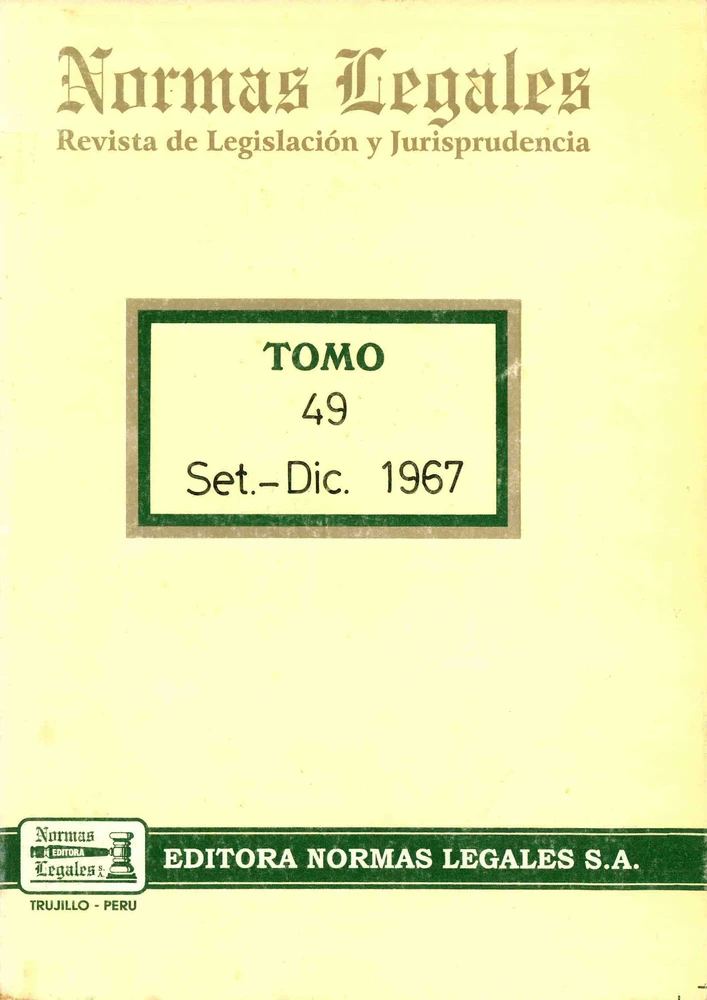 Normas Legales
Revista de Legislación y Jurisprudencia
TOMO
49
Set.-Dic. 1967
Normas
EDITORA
Legales S.A.
EDITORA NORMAS LEGALES S.A.
TRUJILLO - PERU